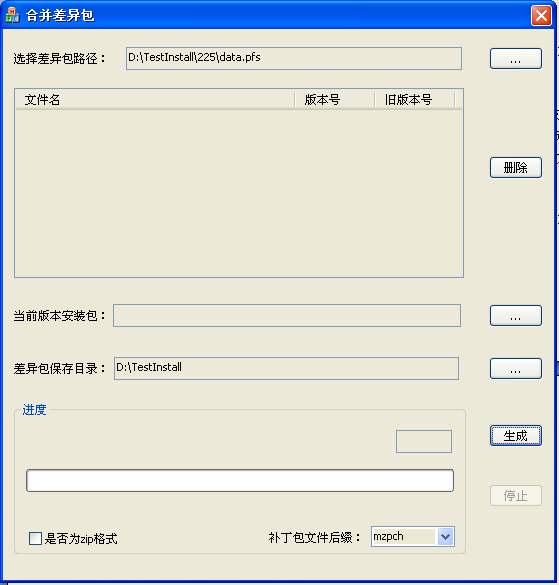 合并差异包
选择差异包路径： D:\TestInstall\225\data.pfs ...
文件名 版本号 旧版本号
删除
当前版本安装包： ...
差异包保存目录： D:\TestInstall ...
进度
生成
停止
是否为zip格式 补丁包文件后缀： mzpch